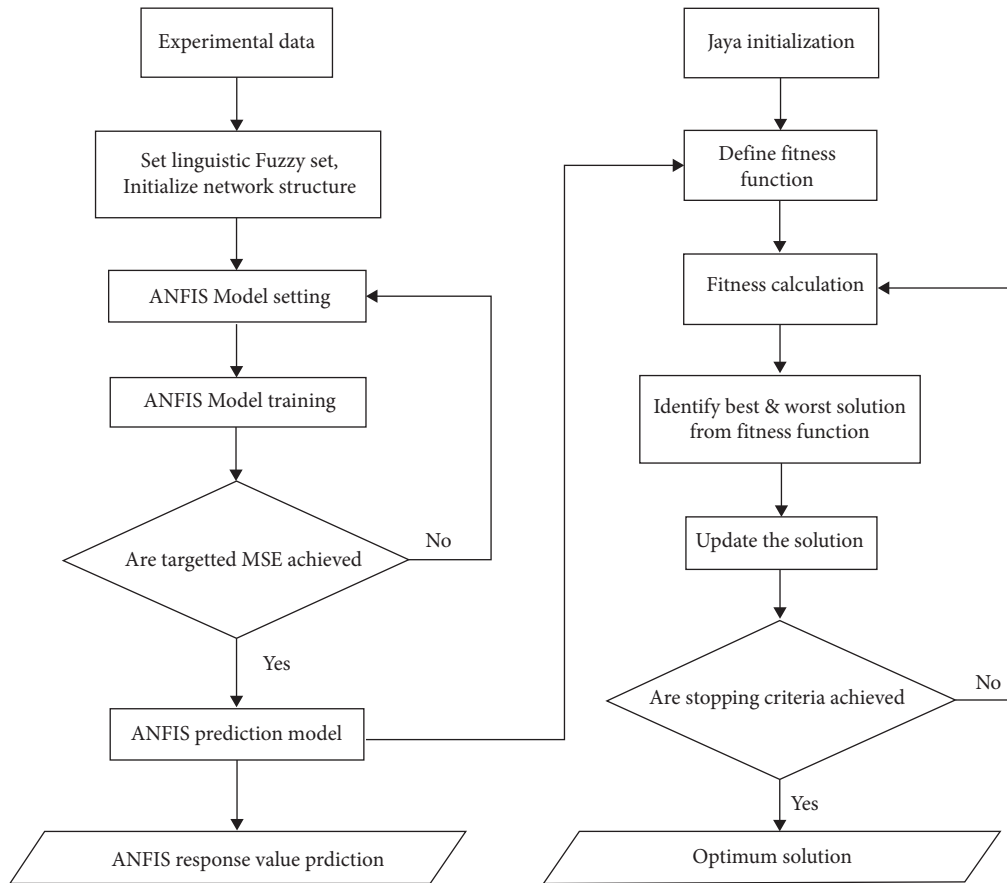 Experimental data
Set linguistic Fuzzy set,
Initialize network structure
ANFIS Model setting
ANFIS Model training
Are targetted MSE achieved
No
Yes
ANFIS prediction model
ANFIS response value prdiction
Jaya initialization
Define fitness
function
Fitness calculation
Identify best & worst solution
from fitness function
Update the solution
Are stopping criteria achieved
No
Yes
Optimum solution